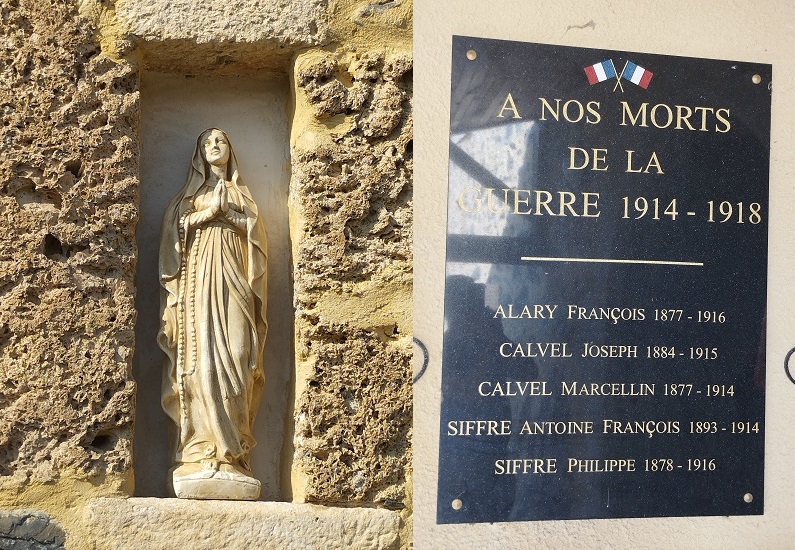 A NOS MORTS
DE LA
GUERRE 1914 - 1918
ALARY FRANÇOIS 1877 - 1916
CALVEL JOSEPH 1884 - 1915
CALVEL MARCELLIN 1877 - 1914
SIFFRE ANTOINE FRANÇOIS 1893 - 1914
SIFFRE PHILIPPE 1878 - 1916